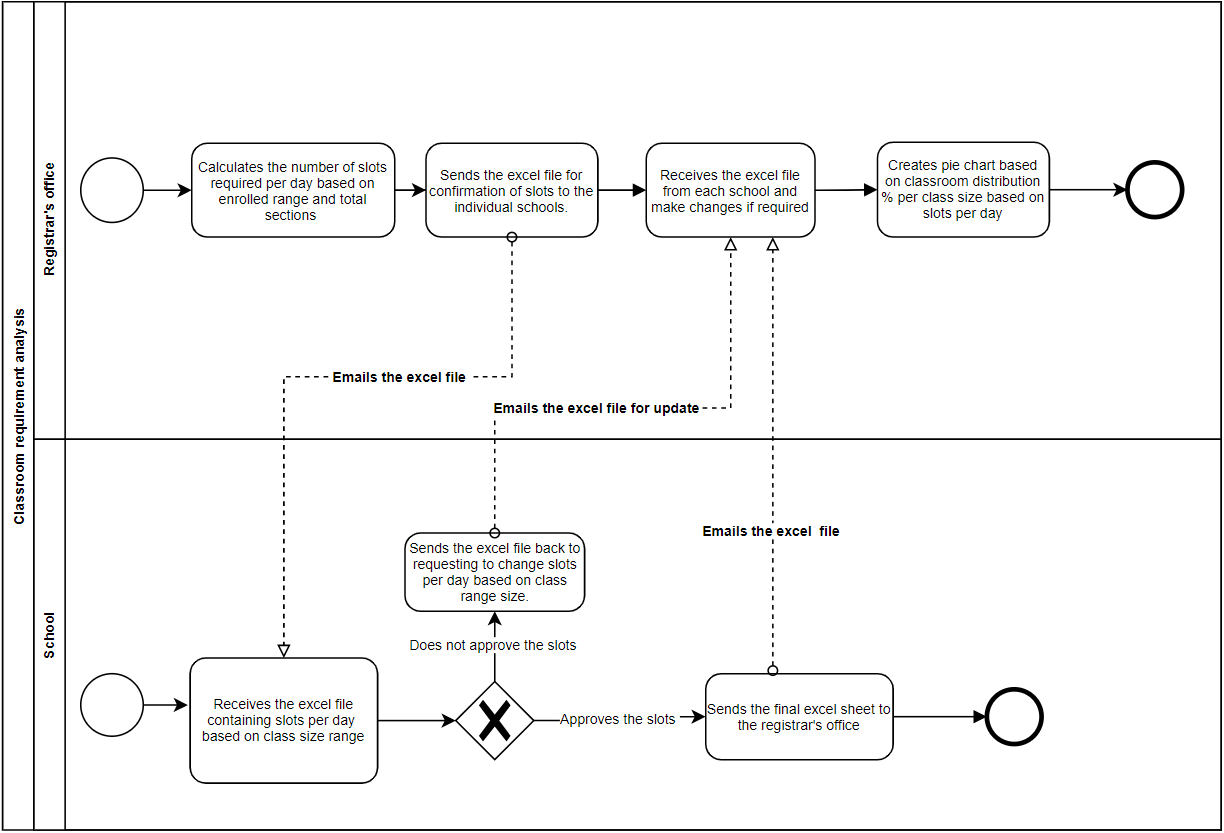 Classroom requirement analysis
Registrar's office
Calculates the number of slots
required per day based on
enrolled range and total
sections
Sends the excel file for
confirmation of slots to the
individual schools.
Receives the excel file
from each school and
make changes if required
Creates pie chart based
on classroom distribution
% per class size based on
slots per day
Emails the excel file
Emails the excel file for update
Emails the excel  file
School
Sends the excel file back to
requesting to change slots
per day based on class
range size.
Does not approve the slots
Receives the excel file
containing slots per day
based on class size range
Approves the slots
Sends the final excel sheet to
the registrar's office